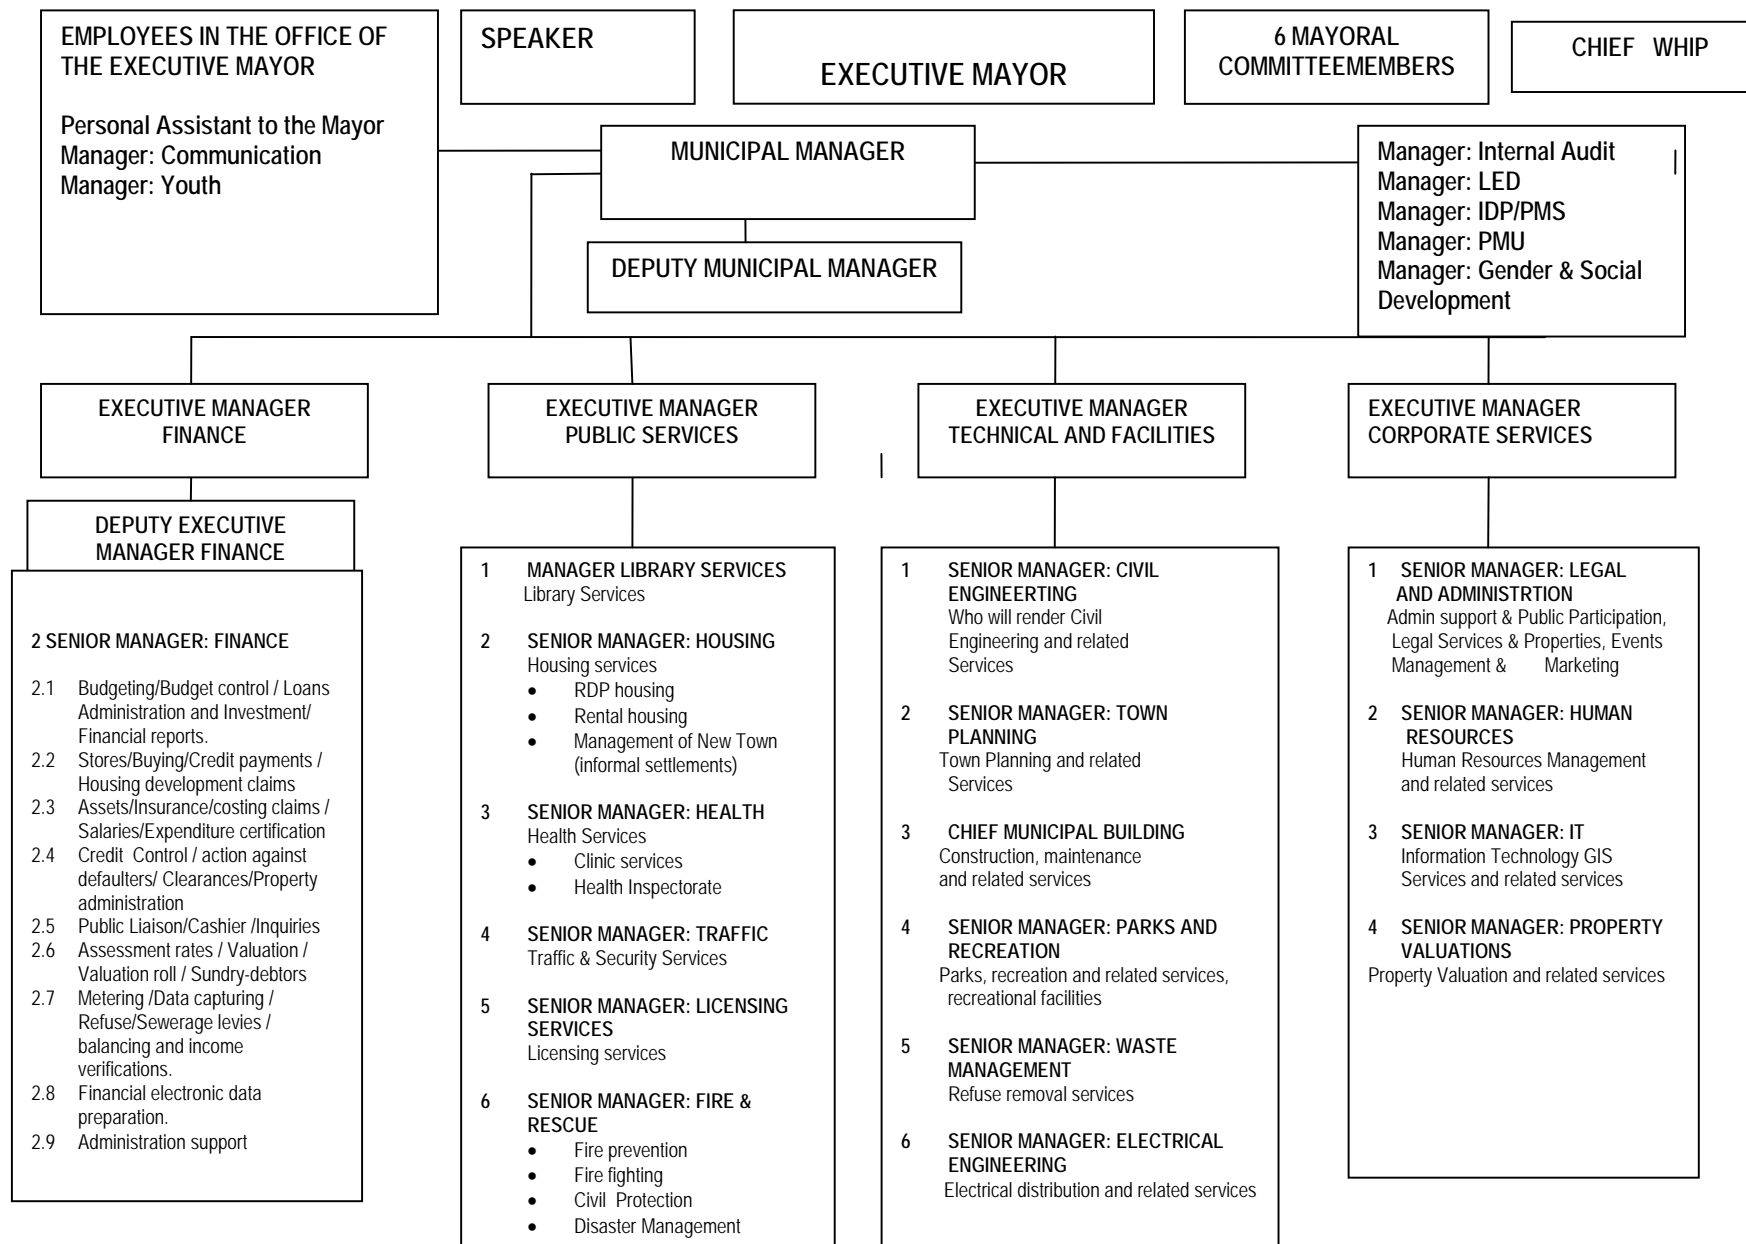 EMPLOYEES IN THE OFFICE OF
THE EXECUTIVE MAYOR
Personal Assistant to the Mayor
Manager: Communication
Manager: Youth
SPEAKER
EXECUTIVE MAYOR
6 MAYORAL
COMMITTEEMEMBERS
CHIEF WHIP
MUNICIPAL MANAGER
DEPUTY MUNICIPAL MANAGER
Manager: Internal Audit
Manager: LED
Manager: IDP/PMS
Manager: PMU
Manager: Gender & Social
Development
EXECUTIVE MANAGER
FINANCE
EXECUTIVE MANAGER
PUBLIC SERVICES
EXECUTIVE MANAGER
TECHNICAL AND FACILITIES
EXECUTIVE MANAGER
CORPORATE SERVICES
DEPUTY EXECUTIVE
MANAGER FINANCE
2 SENIOR MANAGER: FINANCE
2.1 Budgeting/Budget control / Loans
Administration and Investment/
Financial reports.
2.2 Stores/Buying/Credit payments /
Housing development claims
2.3 Assets/Insurance/costing claims /
Salaries/Expenditure certification
2.4 Credit Control / action against
defaulters/ Clearances/Property
administration
2.5 Public Liaison/Cashier /Inquiries
2.6 Assessment rates / Valuation /
Valuation roll / Sundry-debtors
2.7 Metering /Data capturing /
Refuse/Sewerage levies /
balancing and income
verifications.
2.8 Financial electronic data
preparation.
2.9 Administration support
1 MANAGER LIBRARY SERVICES
Library Services
2 SENIOR MANAGER: HOUSING
Housing services
• RDP housing
• Rental housing
• Management of New Town
(informal settlements)
3 SENIOR MANAGER: HEALTH
Health Services
• Clinic services
• Health Inspectorate
4 SENIOR MANAGER: TRAFFIC
Traffic & Security Services
5 SENIOR MANAGER: LICENSING
SERVICES
Licensing services
6 SENIOR MANAGER: FIRE &
RESCUE
• Fire prevention
• Fire fighting
• Civil Protection
• Disaster Management
1 SENIOR MANAGER: CIVIL
ENGINEERTING
Who will render Civil
Engineering and related
Services
2 SENIOR MANAGER: TOWN
PLANNING
Town Planning and related
Services
3 CHIEF MUNICIPAL BUILDING
Construction, maintenance
and related services
4 SENIOR MANAGER: PARKS AND
RECREATION
Parks, recreation and related services,
recreational facilities
5 SENIOR MANAGER: WASTE
MANAGEMENT
Refuse removal services
6 SENIOR MANAGER: ELECTRICAL
ENGINEERING
Electrical distribution and related services
1 SENIOR MANAGER: LEGAL
AND ADMINISTRTION
Admin support & Public Participation,
Legal Services & Properties, Events
Management & Marketing
2 SENIOR MANAGER: HUMAN
RESOURCES
Human Resources Management
and related services
3 SENIOR MANAGER: IT
Information Technology GIS
Services and related services
4 SENIOR MANAGER: PROPERTY
VALUATIONS
Property Valuation and related services